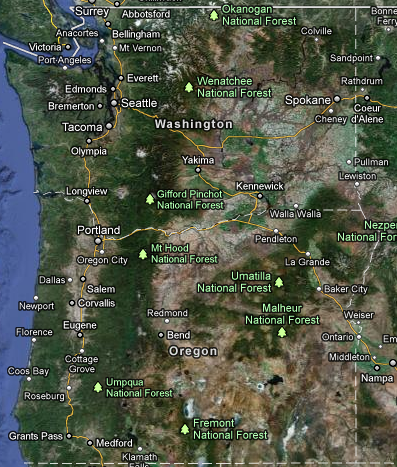 Okanogan
National Forest
Surrey
Abbotsford
Bonne
Ferry
Anacortes
Bellingham
Colville
Victoria
Mt Vernon
Port-Angeles
Sandpoint
Everett
Wenatchee
National Forest
Rathdrum
Edmonds
Spokane
Bremerton
Seattle
Coeur
d'Alene
Cheney
Tacoma
Washington
Olympia
Yakima
Pullman
Lewiston
Longview
Kennewick
Gifford Pinchot
National Forest
Walla Walla
Nezpe
National For
Portland
Pendleton
Mt Hood
National Forest
Oregon City
La Grande
Umatilla
National Forest
Dallas
Salem
Baker City
Newport
Corvallis
Malheur
National Forest
Redmond
Weiser
Florence
Eugene
Bend
Ontario
Em
Oregon
Middleton
Cottage
Grove
Coos Bay
Nampa
Umpqua
National Forest
Roseburg
Fremont
National Forest
Grants Pass
Medford
Klamath
Falls